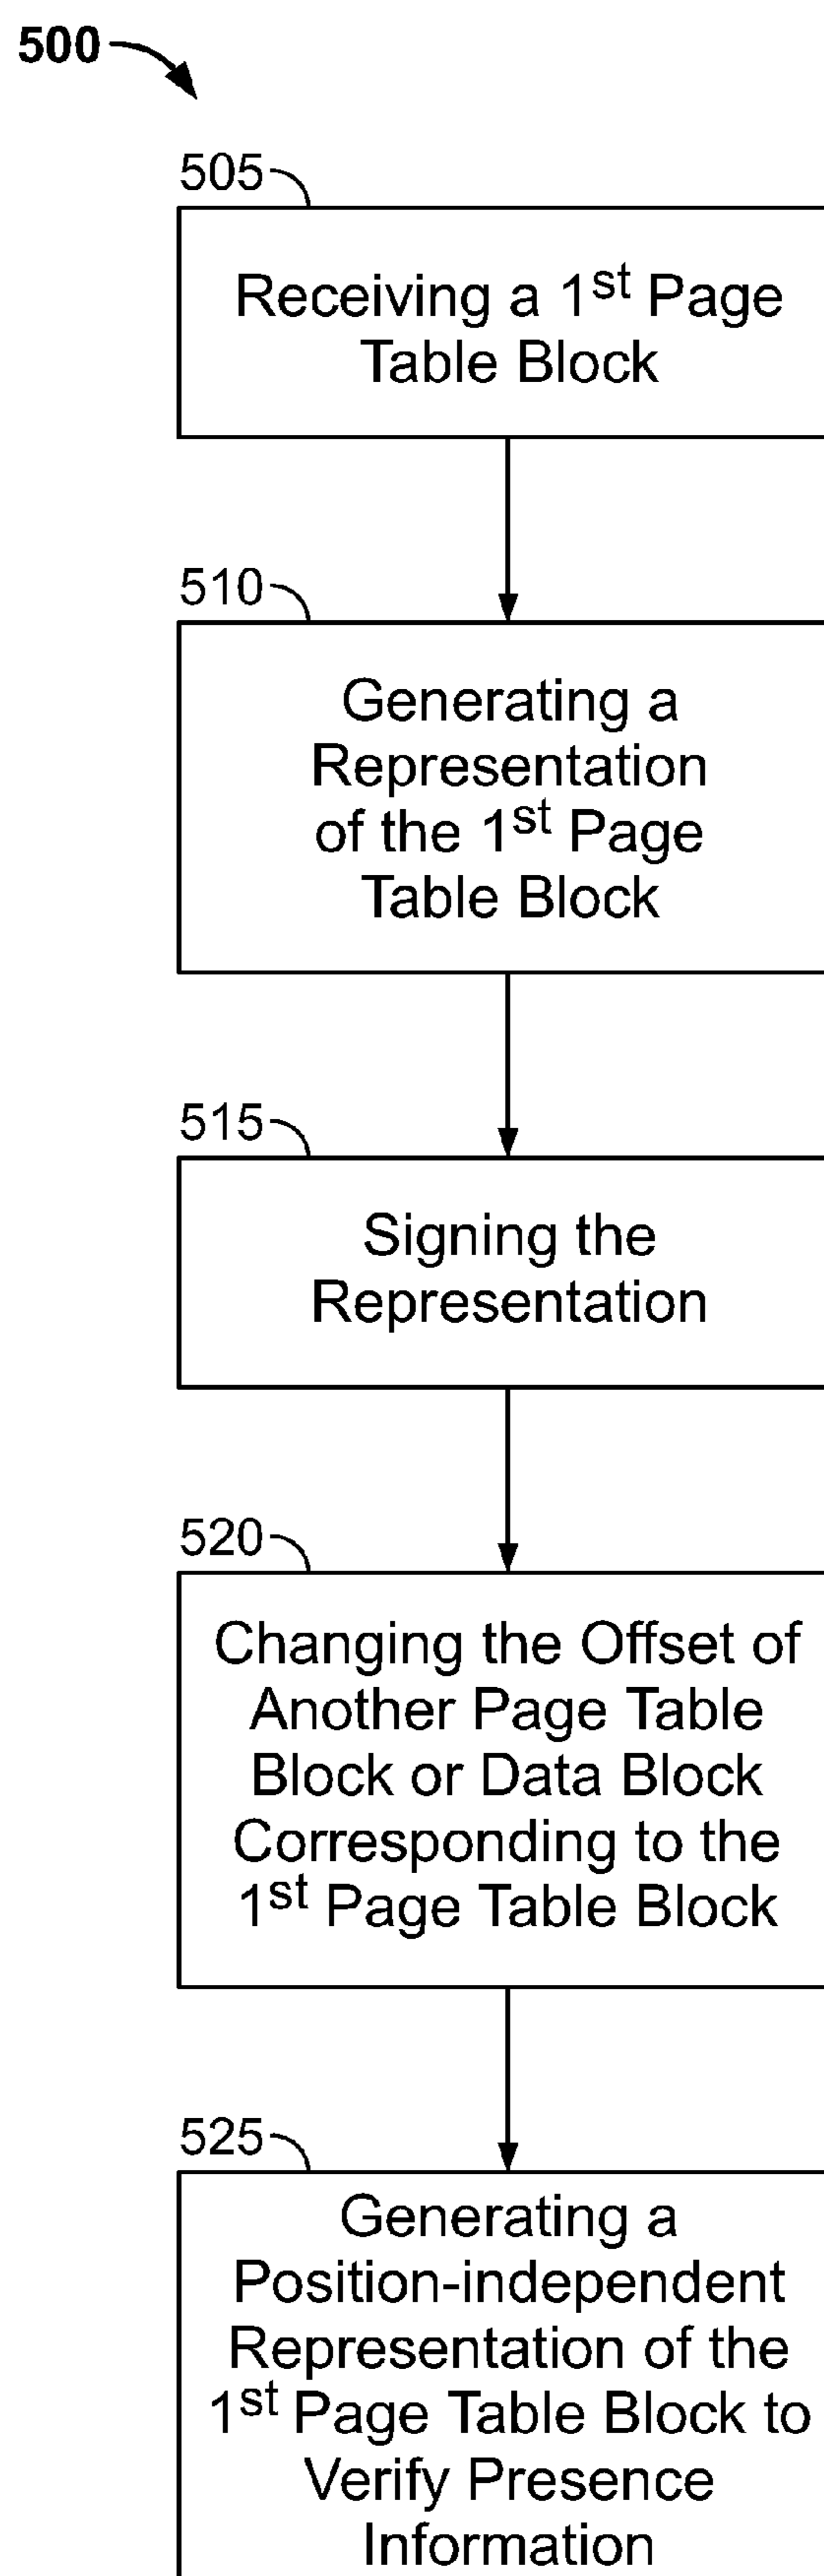 500
505
Receiving a 1st Page
Table Block
510
Generating a
Representation
of the 1st Page
Table Block
515
Signing the
Representation
520
Changing the Offset of
Another Page Table
Block or Data Block
Corresponding to the
1st Page Table Block
525
Generating a
Position-independent
Representation of the
1st Page Table Block to
Verify Presence
Information